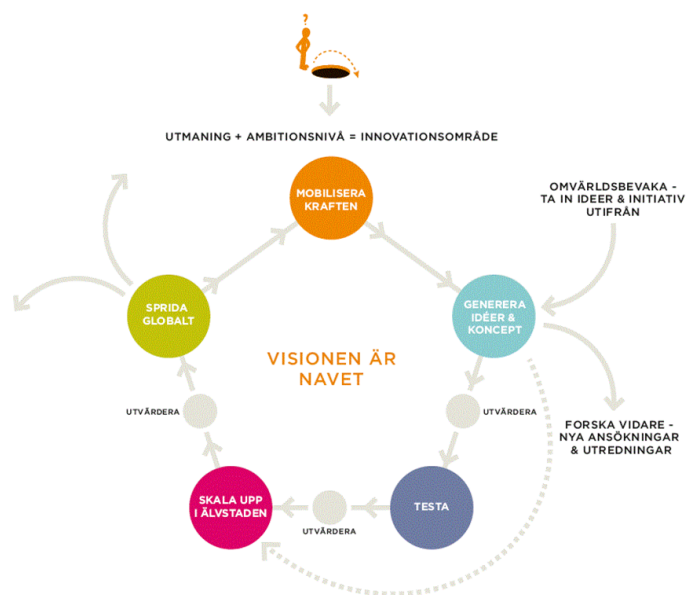 ?
UTMANING + AMBITIONSNIVÅ = INNOVATIONSOMRÅDE
MOBILISERA
KRAFTEN
OMVÄRLDSBEVAKA -
TA IN IDEER & INITIATIV
UTIFRÅN
SPRIDA
GLOBALT
GENERERA
IDÉER &
KONCEPT
VISIONEN ÄR
NAVET
UTVÄRDERA
UTVÄRDERA
FORSKA VIDARE -
NYA ANSÖKNINGAR
& UTREDNINGAR
SKALA UPP
I ÄLVSTADEN
TESTA
UTVÄRDERA